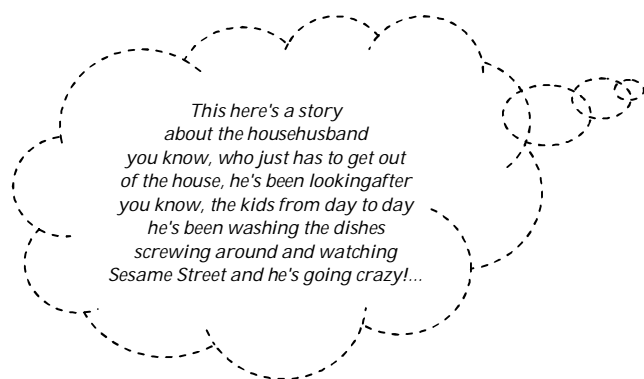 This here's a story
about the househusband
you know, who just has to get out
of the house, he's been lookingafter
you know, the kids from day to day
he's been washing the dishes
screwing around and watching
Sesame Street and he's going crazy!...